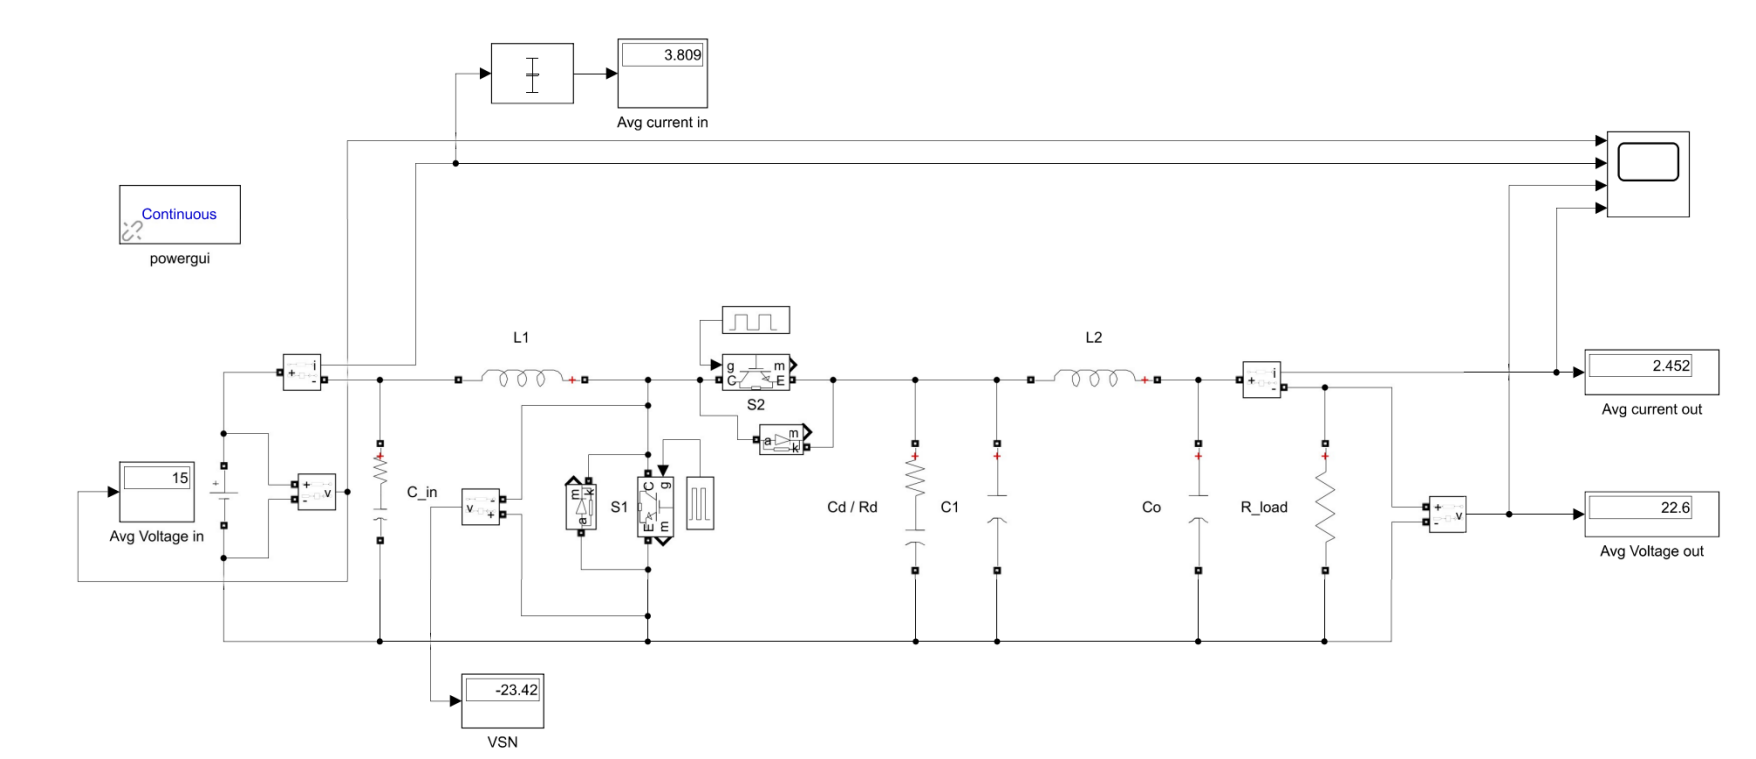 3.809
Avg current in
Continuous
powergui
L1
L2
i
+
-
g
m
C
E
S2
i
+
-
2.452
Avg current out
a
m
k
15
Avg Voltage in
+
+
-
v
C_in
-
v
+
m
k
a
S1
C
g
E
m
Cd / Rd
C1
Co
R_load
+
-
v
22.6
Avg Voltage out
-23.42
VSN